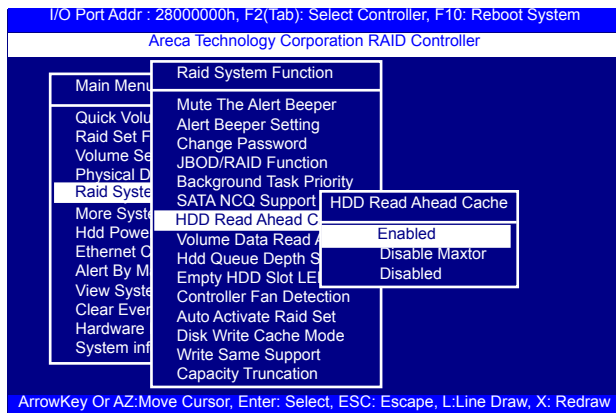 I/O Port Addr : 28000000h, F2(Tab): Select Controller, F10: Reboot System
Areca Technology Corporation RAID Controller
Main Menu
Quick Volu
Raid Set F
Volume Se
Physical D
Raid Syste
More Syste
Hdd Powe
Ethernet C
Alert By M
View Syste
Clear Even
Hardware
System inf
Raid System Function
Mute The Alert Beeper
Alert Beeper Setting
Change Password
JBOD/RAID Function
Background Task Priority
SATA NCQ Support
HDD Read Ahead C
Volume Data Read A
Hdd Queue Depth S
Empty HDD Slot LE
Controller Fan Detection
Auto Activate Raid Set
Disk Write Cache Mode
Write Same Support
Capacity Truncation
HDD Read Ahead Cache
Enabled
Disable Maxtor
Disabled
ArrowKey Or AZ:Move Cursor, Enter: Select, ESC: Escape, L:Line Draw, X: Redraw